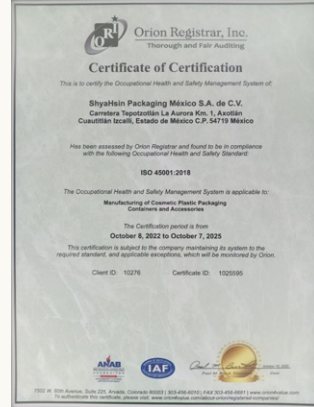 ORI
Orion Registrar, Inc.
Thorough and Fair Auditing
Certificate of Certification
This is to certify the Occupational Health and Safety Management System of:
ShyaHsin Packaging México S.A. de C.V.
Carretera Tepotzotlán La Aurora Km. 1, Axotlán
Cuautitlán Izcalli, Estado de México C.P. 54719 México
Has been assessed by Orion Registrar and found to be in compliance
with the following Occupational Health and Safety Standard:
ISO 45001:2018
The Occupational Health and Safety Management System is applicable to:
Manufacturing of Cosmetic Plastic Packaging
Containers and Accessories
The Certification period is from
October 8, 2022 to October 7, 2025
This certification is subject to the company maintaining its system to the
required standard, and applicable exceptions, which will be monitored by Orion.
Client ID: 10276 Certificate ID: 1025595
ANAB
IAF